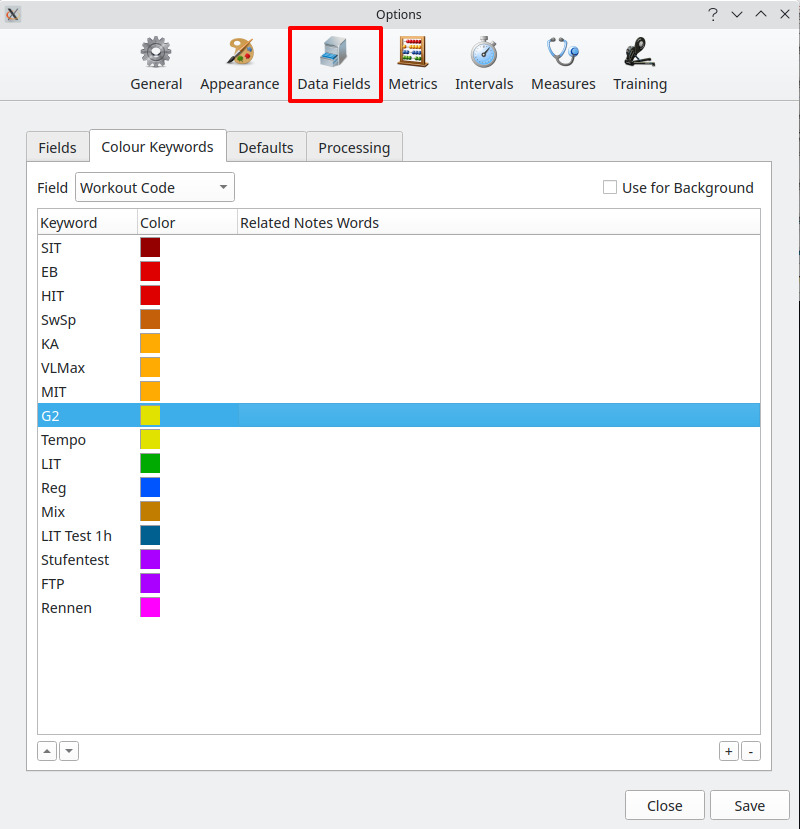 Options
?
General Appearance Data Fields Metrics Intervals Measures Training
Fields Colour Keywords Defaults Processing
Field Workout Code Use for Background
Keyword Color Related Notes Words
SIT
EB
HIT
SwSp
KA
VLMax
MIT
G2
Tempo
LIT
Reg
Mix
LIT Test 1h
Stufentest
FTP
Rennen
+ -
Close Save